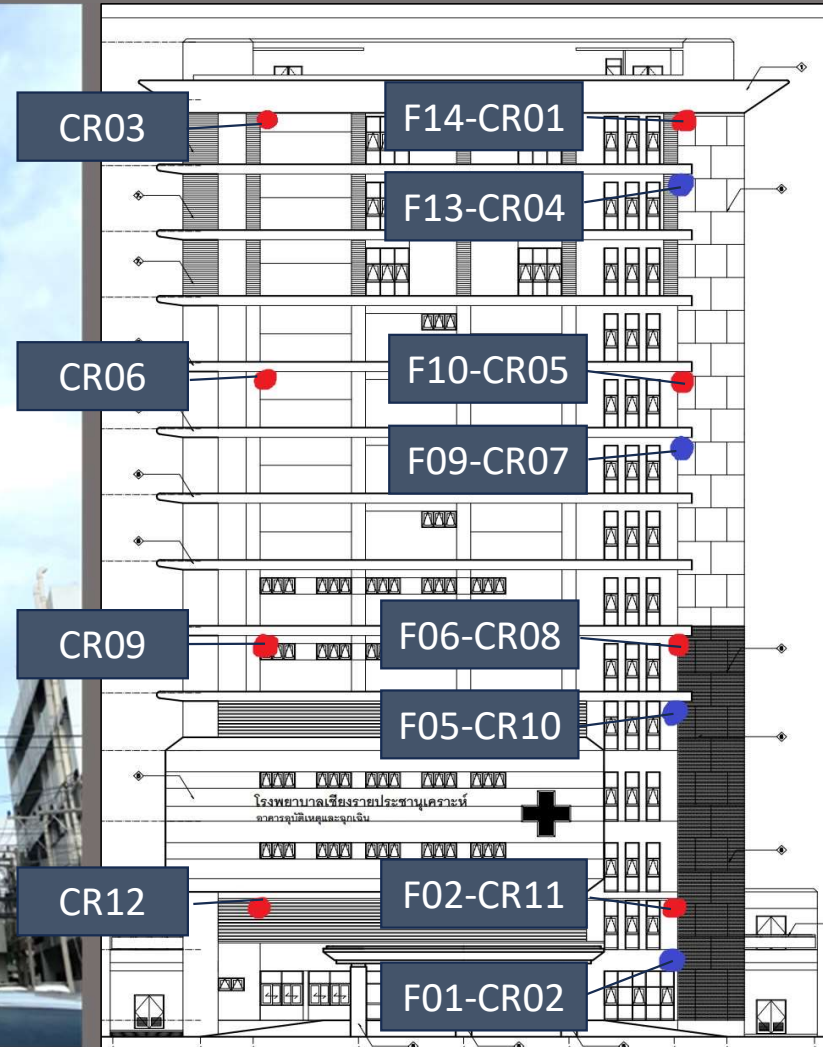 CR03
F14-CR01
F13-CR04
CR06
F10-CR05
F09-CR07
CR09
F06-CR08
F05-CR10
โรงพยาบาลเชียงรายประชานุเคราะห์
อาคารอุบัติเหตุและฉุกเฉิน
CR12
F02-CR11
F01-CR02